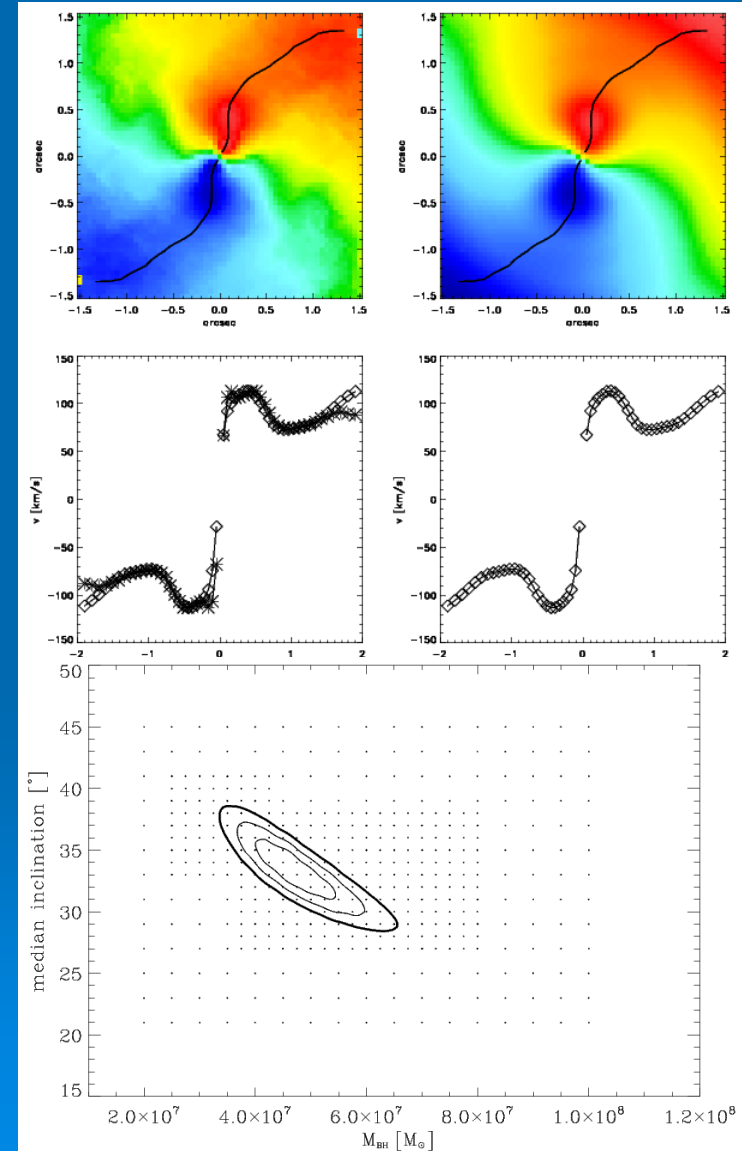 1.5
1.0
0.5
0.0
−0.5
−1.0
−1.5
arcsec
−1.5 −1.0 −0.5 0.0 0.5 1.0 1.5
arcsec
1.5
1.0
0.5
0.0
−0.5
−1.0
−1.5
arcsec
−1.5 −1.0 −0.5 0.0 0.5 1.0 1.5
arcsec
150
100
50
0
−50
−100
−150
v [km/s]
−2 −1 0 1 2
150
100
50
0
−50
−100
−150
v [km/s]
−2 −1 0 1 2
50
45
40
35
30
25
20
15
median inclination [°]
2.0×10⁷ 4.0×10⁷ 6.0×10⁷ 8.0×10⁷ 1.0×10⁸ 1.2×10⁸
M_BH [M_⊙]